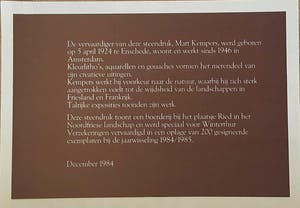 De vervaardiger van deze steendruk, Mart Kempers, werd geboren
op 5 april 1924 te Enschede, woont en werkt sinds 1946 in
Amsterdam.
Kleurlitho's, aquarellen en gouaches vormen het merendeel van
zijn creatieve uitingen.
Kempers werkt bij voorkeur naar de natuur, waarbij hij zich sterk
aangetrokken voelt tot de wijdsheid van de landschappen in
Friesland en Frankrijk.
Talrijke exposities roonden zijn werk.
Deze steendruk toont een boerderij bij het plaatsje Ried in het
Noordfriese landschap en werd speciaal voor Winterthur
Verzekeringen vervaardigd in een oplage van 200 gesigneerde
exemplaren bij de jaarwisseling 1984/1985.
December 1984